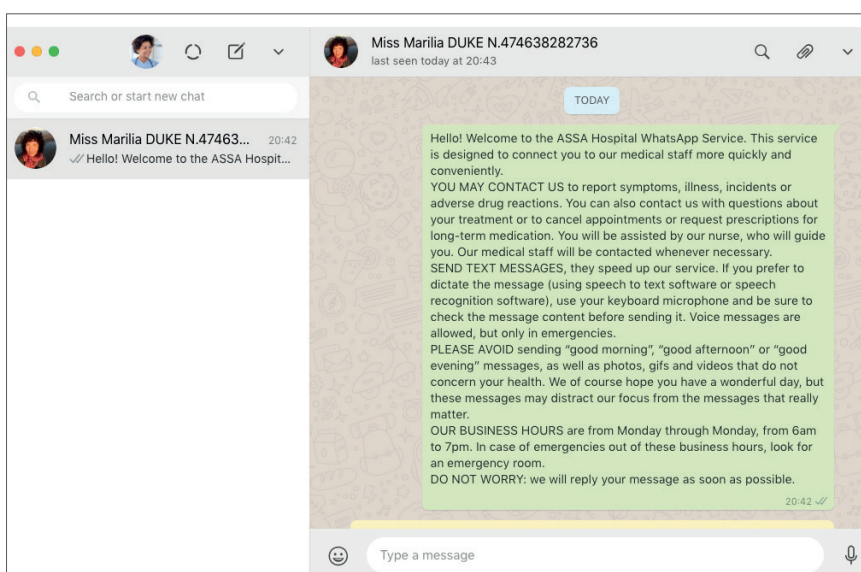 Miss Marilia DUKE N.474638282736
last seen today at 20:43
Search or start new chat
Miss Marilia DUKE N.47463... 20:42
Hello! Welcome to the ASSA Hospit...
TODAY
Hello! Welcome to the ASSA Hospital WhatsApp Service. This service
is designed to connect you to our medical staff more quickly and
conveniently.
YOU MAY CONTACT US to report symptoms, illness, incidents or
adverse drug reactions. You can also contact us with questions about
your treatment or to cancel appointments or request prescriptions for
long-term medication. You will be assisted by our nurse, who will guide
you. Our medical staff will be contacted whenever necessary.
SEND TEXT MESSAGES, they speed up our service. If you prefer to
dictate the message (using speech to text software or speech
recognition software), use your keyboard microphone and be sure to
check the message content before sending it. Voice messages are
allowed, but only in emergencies.
PLEASE AVOID sending “good morning”, “good afternoon” or “good
evening” messages, as well as photos, gifs and videos that do not
concern your health. We of course hope you have a wonderful day, but
these messages may distract our focus from the messages that really
matter.
OUR BUSINESS HOURS are from Monday through Monday, from 6am
to 7pm. In case of emergencies out of these business hours, look for
an emergency room.
DO NOT WORRY: we will reply your message as soon as possible.
20:42
Type a message